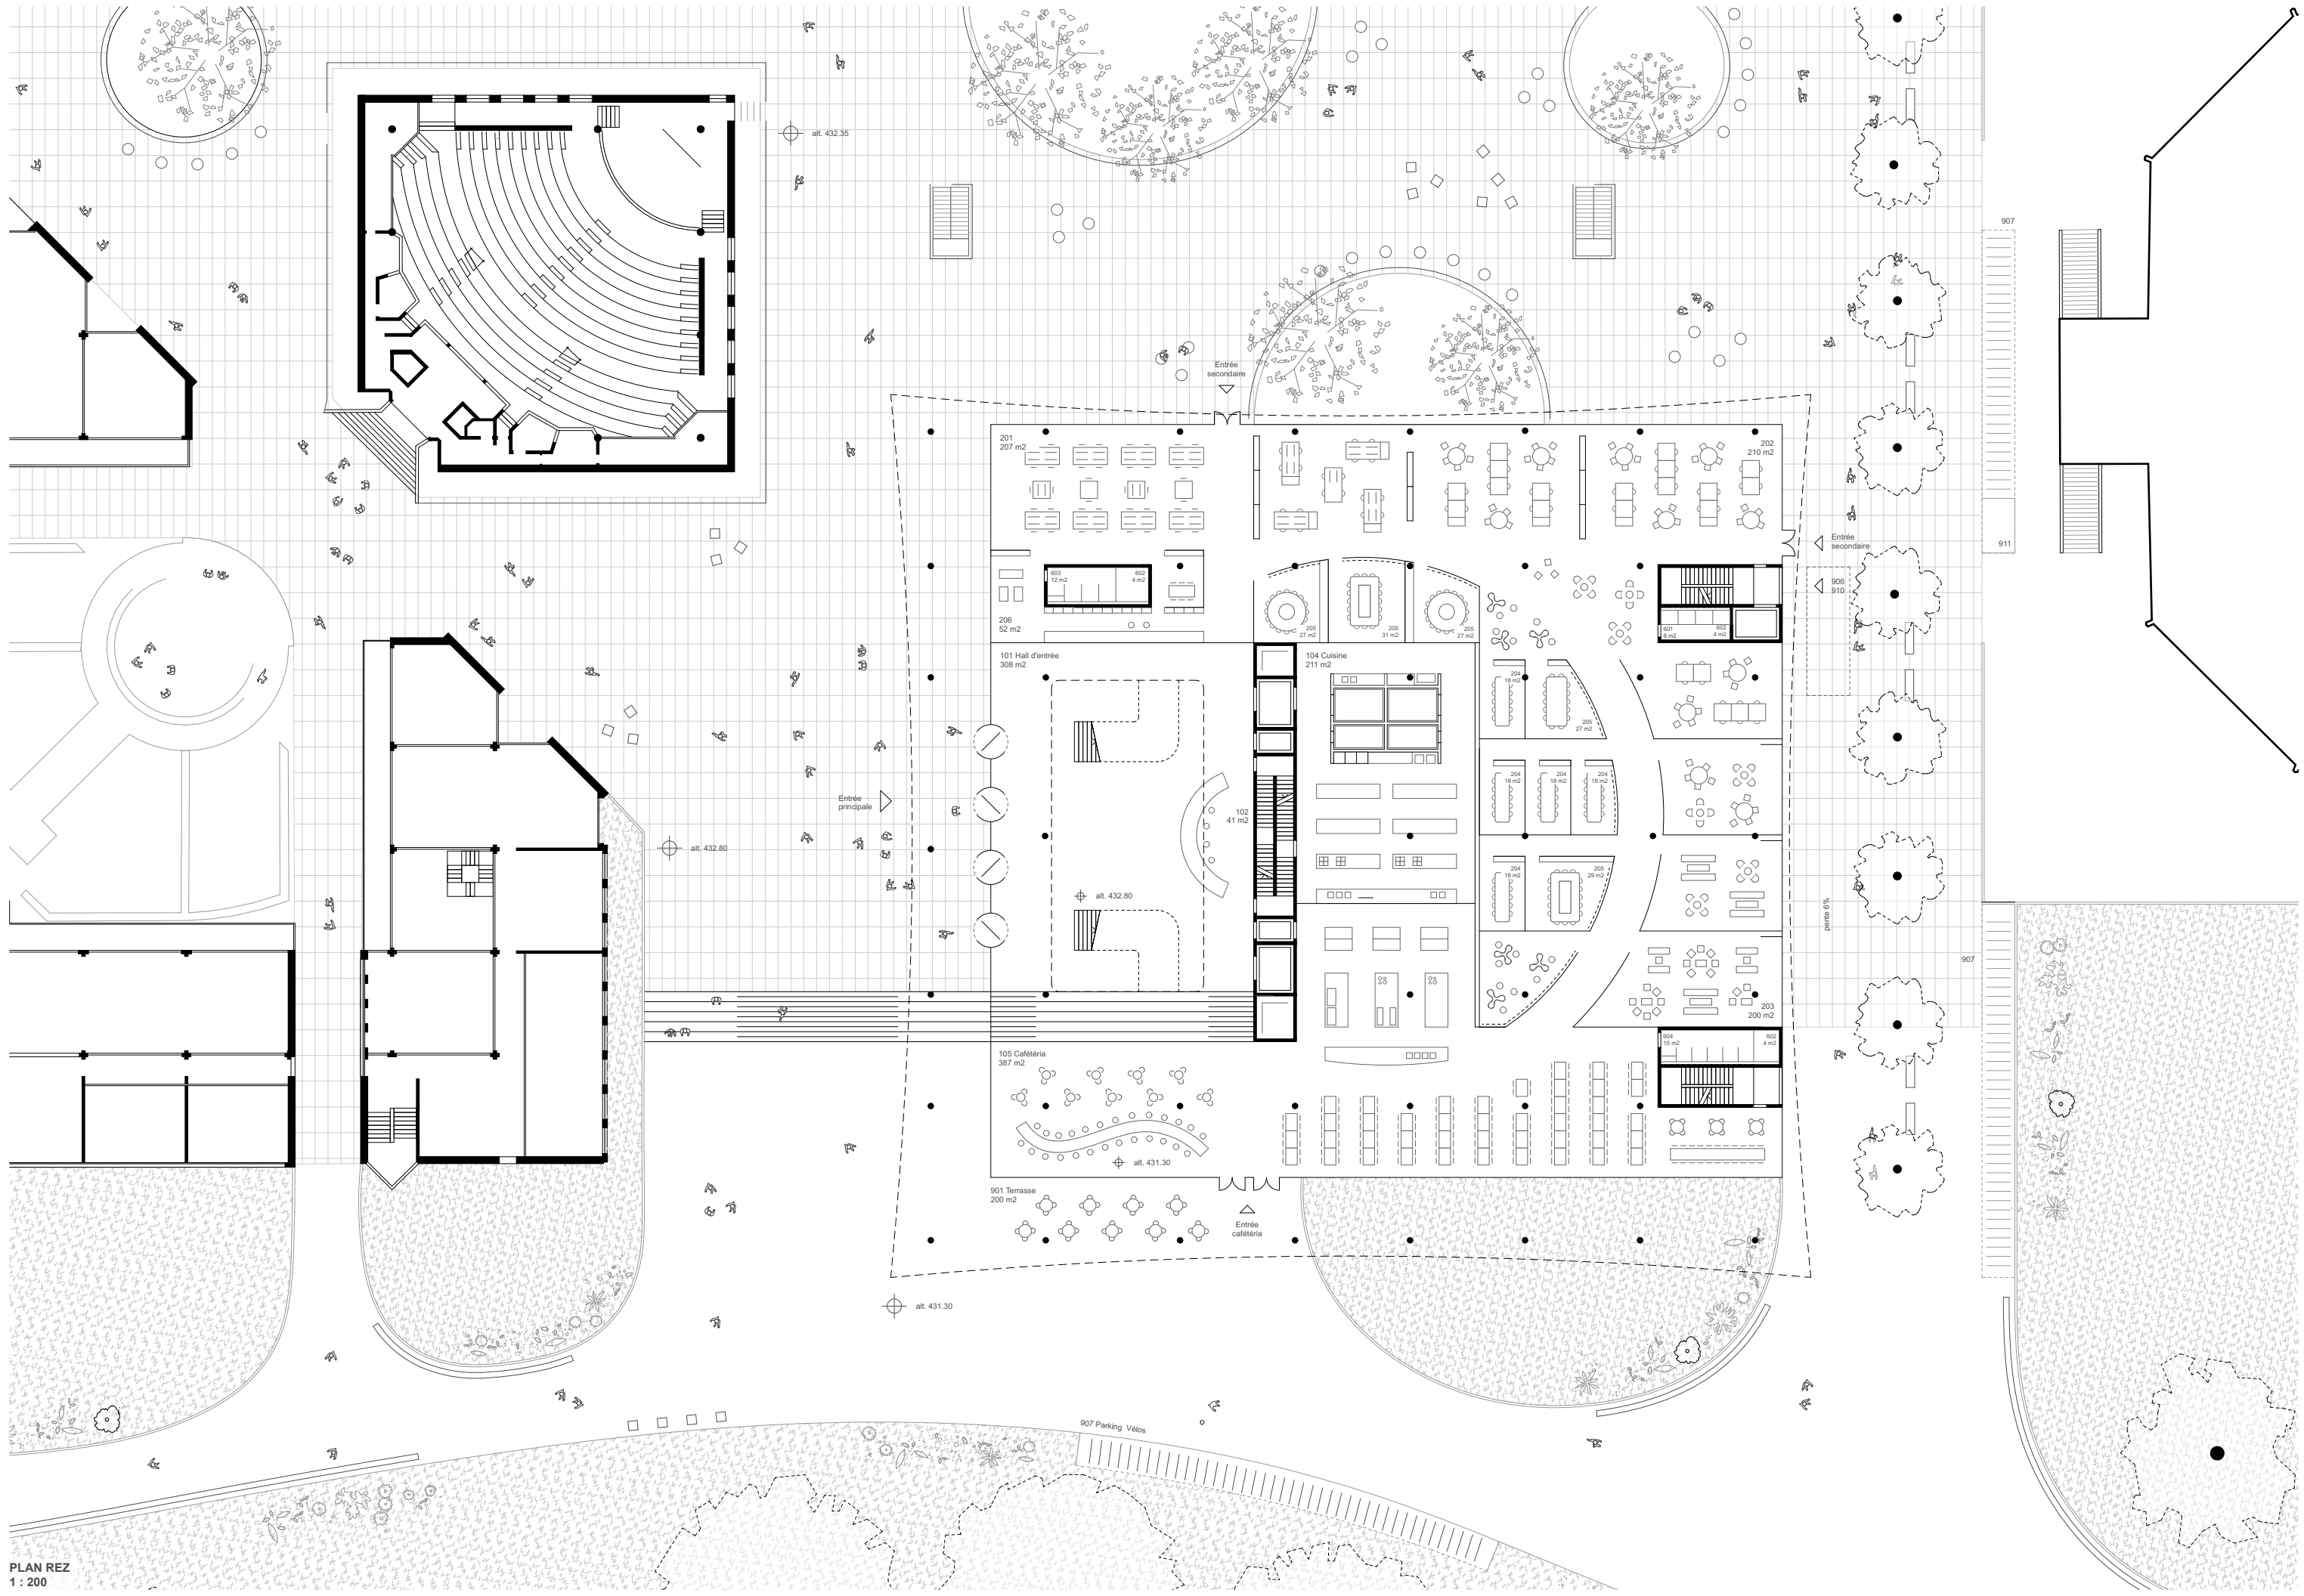 alt. 432.35
907
Entrée
secondaire
201
207 m2
202
210 m2
911
Entrée
secondaire
906
910
603
12 m2
602
4 m2
206
52 m2
205
27 m2
205
31 m2
205
27 m2
601
8 m2
602
4 m2
101 Hall d'entrée
308 m2
104 Cuisine
211 m2
204
18 m2
205
27 m2
Entrée
principale
102
41 m2
204
18 m2
204
18 m2
204
18 m2
alt. 432.80
204
18 m2
205
29 m2
alt. 432.80
pente 6%
907
203
200 m2
604
15 m2
602
4 m2
105 Cafétéria
387 m2
alt. 431.30
901 Terrasse
200 m2
Entrée
cafétéria
alt. 431.30
907 Parking Vélos
PLAN REZ
1 : 200